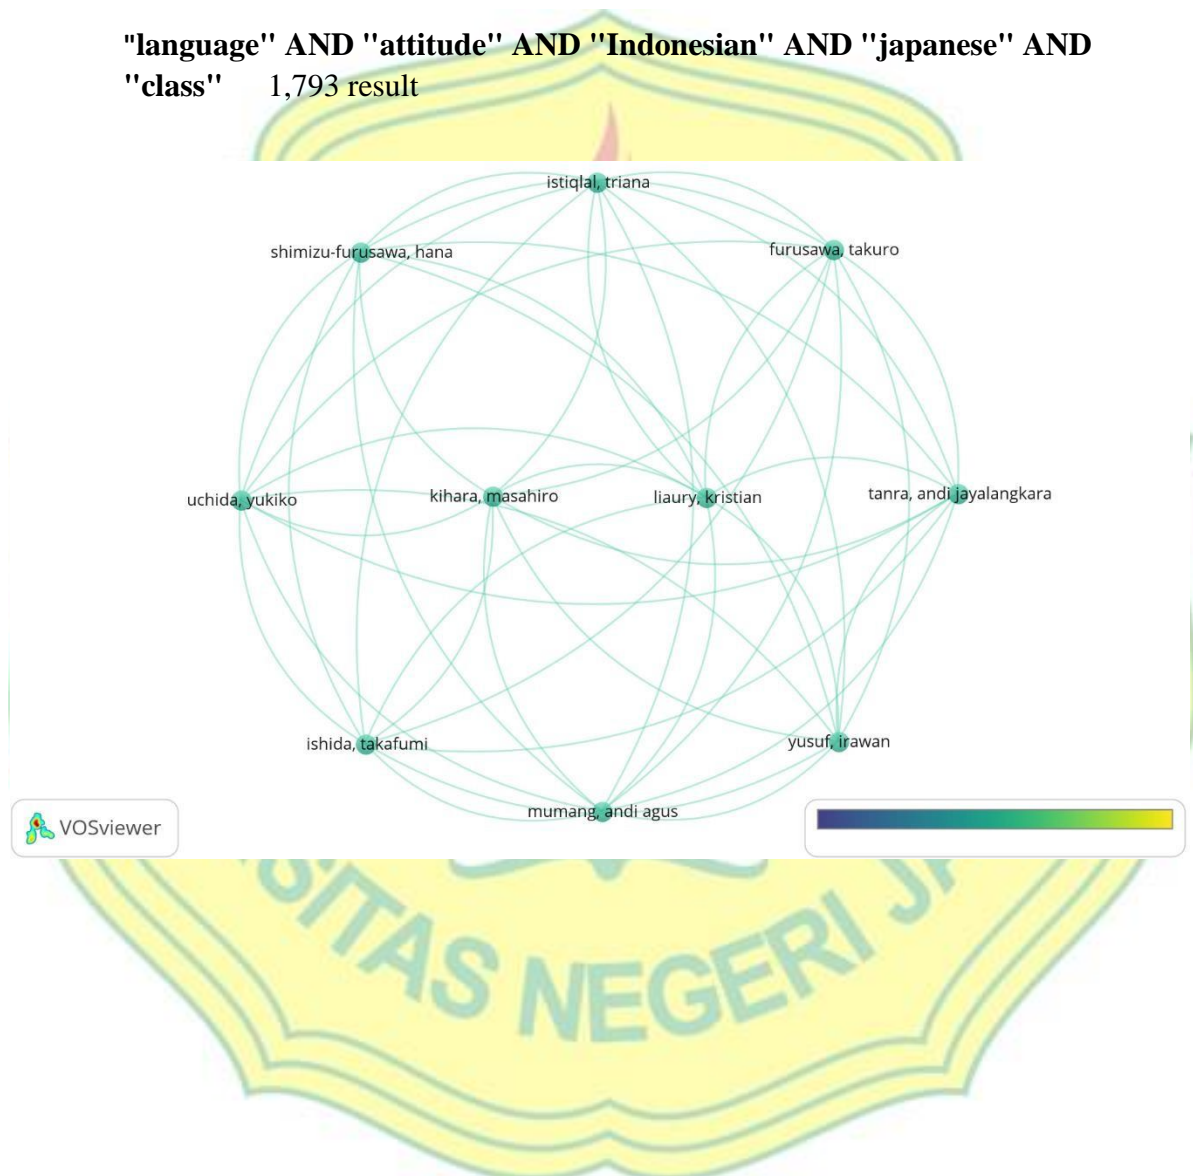 "language" AND "attitude" AND "Indonesian" AND "japanese" AND
"class" 1,793 result
istiqlal, triana
shimizu-furusawa, hana
furusawa, takuro
uchida, yukiko
kihara, masahiro
liaury, kristian
tanra, andi jayalangkara
ishida, takafumi
yusuf, irawan
mumang, andi agus
VOSviewer
SITAS NEGERI JA